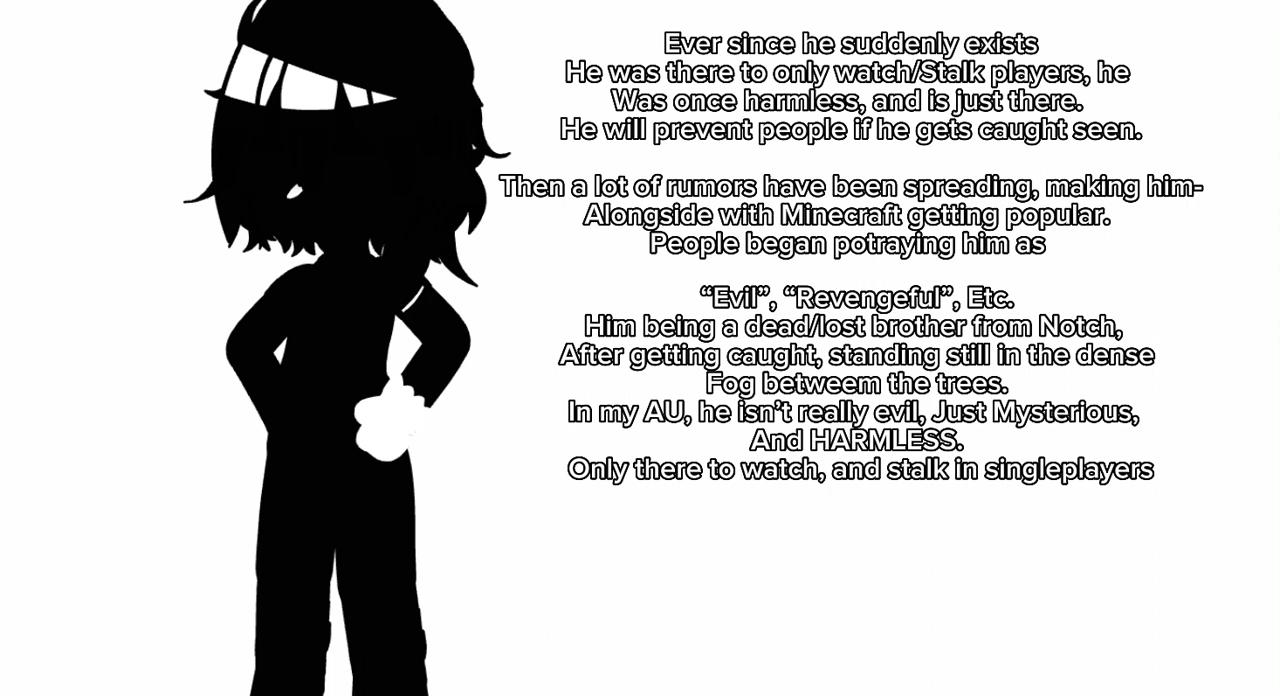 Ever since he suddenly exists
He was there to only watch/Stalk players, he
Was once harmless, and is just there.
He will prevent people if he gets caught seen.
Then a lot of rumors have been spreading, making him-
Alongside with Minecraft getting popular.
People began potraying him as
“Evil”, “Revengeful”, Etc.
Him being a dead/lost brother from Notch,
After getting caught, standing still in the dense
Fog betweem the trees.
In my AU, he isn’t really evil, Just Mysterious,
And HARMLESS.
Only there to watch, and stalk in singleplayers